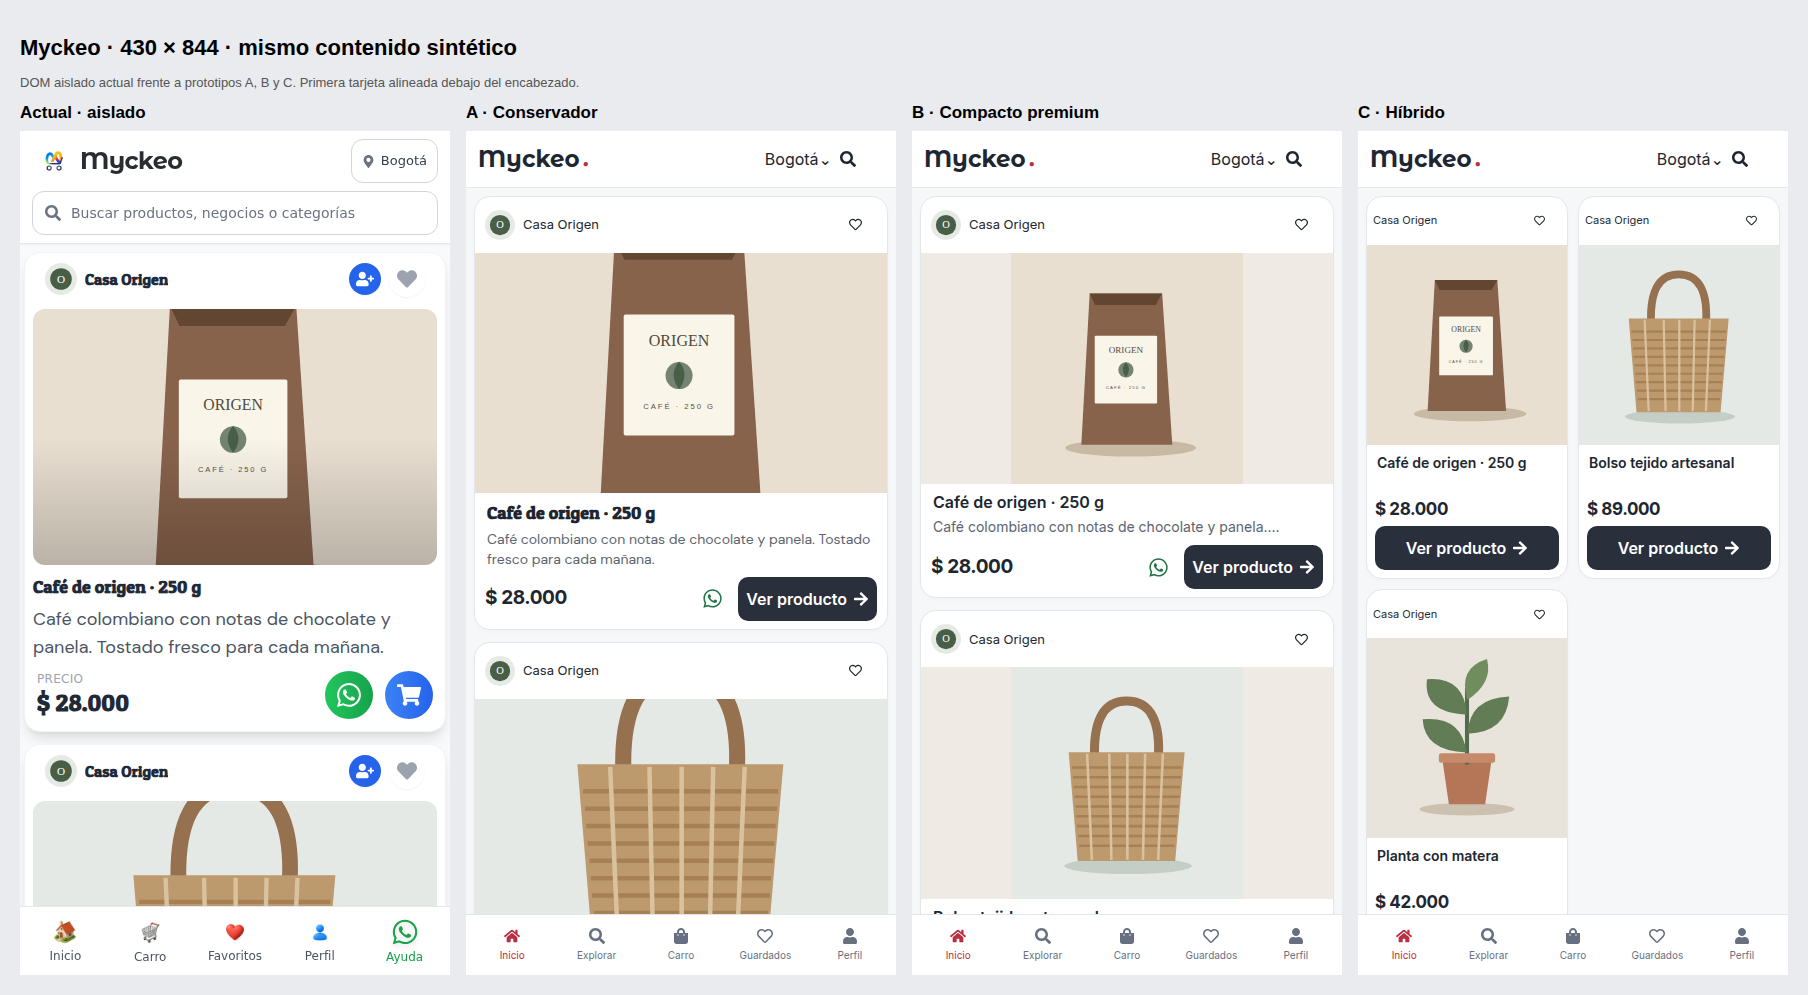 Myckeo · 430 × 844 · mismo contenido sintético
DOM aislado actual frente a prototipos A, B y C. Primera tarjeta alineada debajo del encabezado.
Actual · aislado
myckeo
Bogotá
Buscar productos, negocios o categorías
O
Casa Origen
ORIGEN
CAFÉ · 250 G
Café de origen · 250 g
Café colombiano con notas de chocolate y
panela. Tostado fresco para cada mañana.
PRECIO
$ 28.000
O
Casa Origen
Inicio
Carro
Favoritos
Perfil
Ayuda
A · Conservador
myckeo.
Bogotá
O
Casa Origen
ORIGEN
CAFÉ · 250 G
Café de origen · 250 g
Café colombiano con notas de chocolate y panela. Tostado
fresco para cada mañana.
$ 28.000
Ver producto
O
Casa Origen
Inicio
Explorar
Carro
Guardados
Perfil
B · Compacto premium
myckeo.
Bogotá
O
Casa Origen
ORIGEN
CAFÉ · 250 G
Café de origen · 250 g
Café colombiano con notas de chocolate y panela....
$ 28.000
Ver producto
O
Casa Origen
Inicio
Explorar
Carro
Guardados
Perfil
C · Híbrido
myckeo.
Bogotá
Casa Origen
ORIGEN
CAFÉ · 250 G
Café de origen · 250 g
$ 28.000
Ver producto
Casa Origen
Bolso tejido artesanal
$ 89.000
Ver producto
Casa Origen
Planta con matera
$ 42.000
Inicio
Explorar
Carro
Guardados
Perfil